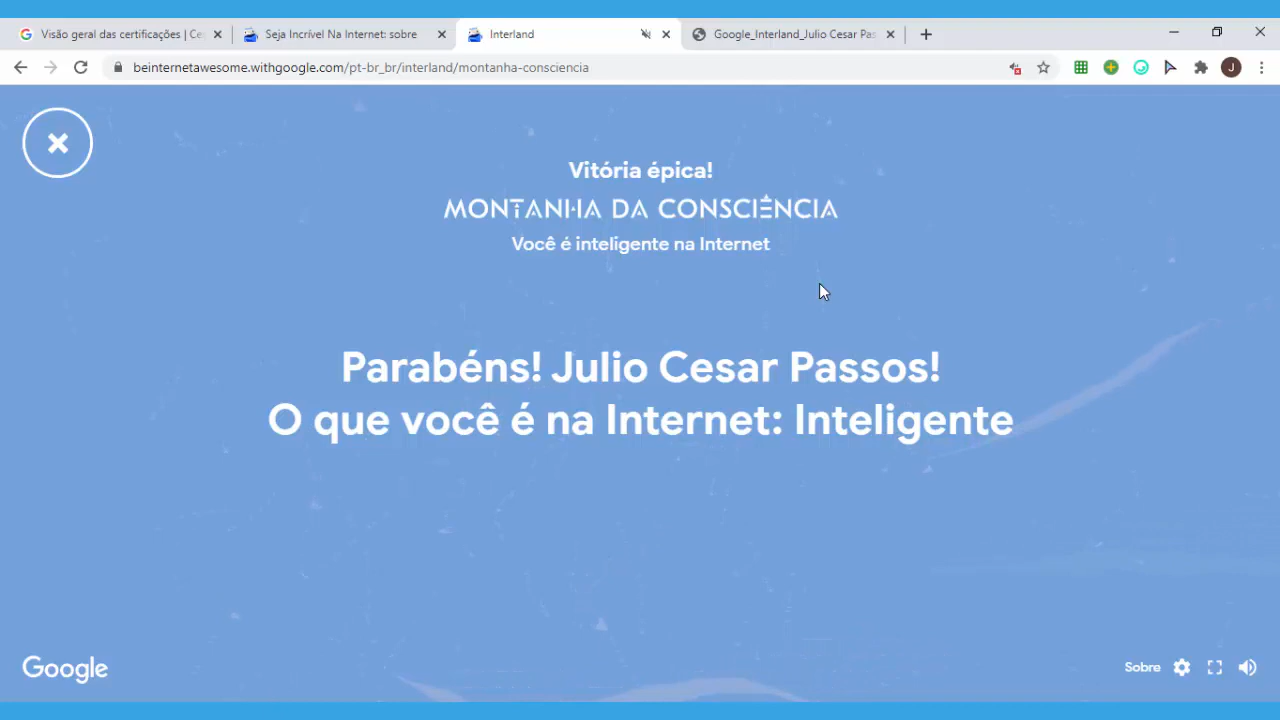 Visão geral das certificações | Ce
Seja Incrível Na Internet: sobre
Interland
Google_Interland_Julio Cesar Pas
beinternetawesome.withgoogle.com/pt-br_br/interland/montanha-consciencia
J
Vitória épica!
MONTANHA DA CONSCIÊNCIA
Você é inteligente na Internet
Parabéns! Julio Cesar Passos!
O que você é na Internet: Inteligente
Google
Sobre